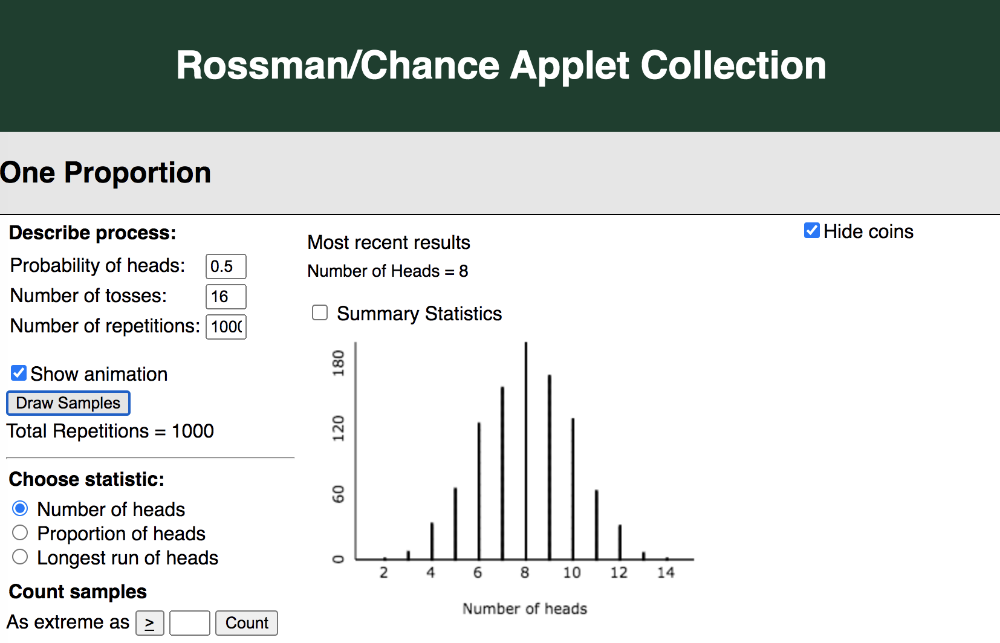 Rossman/Chance Applet Collection
One Proportion
Describe process:
Probability of heads: 0.5
Number of tosses: 16
Number of repetitions: 1000
Show animation
Draw Samples
Total Repetitions = 1000
Choose statistic:
Number of heads
Proportion of heads
Longest run of heads
Count samples
As extreme as ≥ Count
Most recent results
Number of Heads = 8
Summary Statistics
180
120
60
0
2 4 6 8 10 12 14
Number of heads
Hide coins